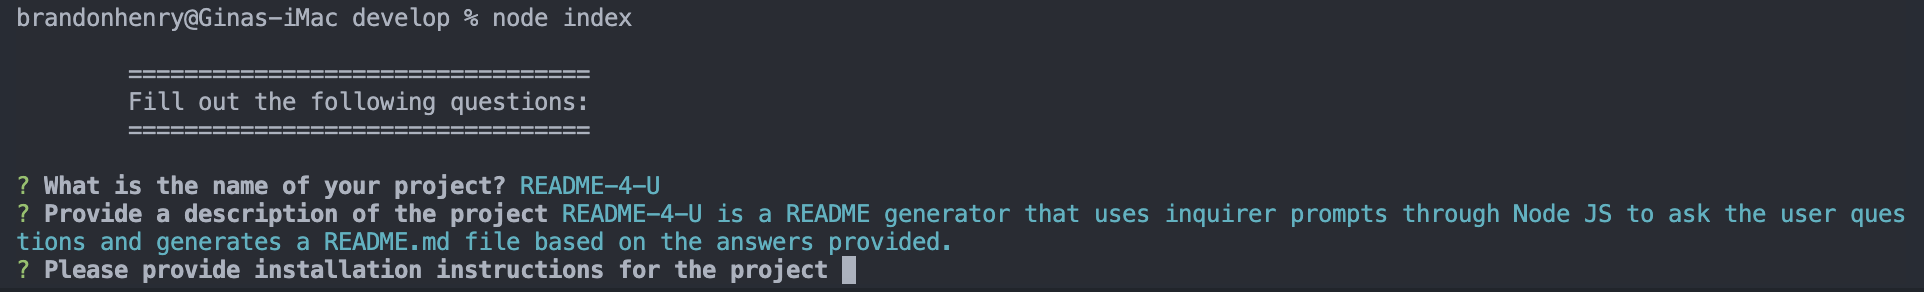 brandonhenry@Ginas-iMac develop % node index
=================================
Fill out the following questions:
=================================
? What is the name of your project? README-4-U
? Provide a description of the project README-4-U is a README generator that uses inquirer prompts through Node JS to ask the user ques
tions and generates a README.md file based on the answers provided.
? Please provide installation instructions for the project